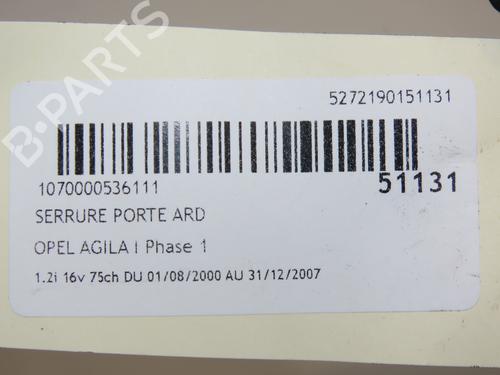 5272190151131
1070000536111
51131
SERRURE PORTE ARD
OPEL AGILA I Phase 1
1.2i 16v 75ch DU 01/08/2000 AU 31/12/2007
B-PARTS